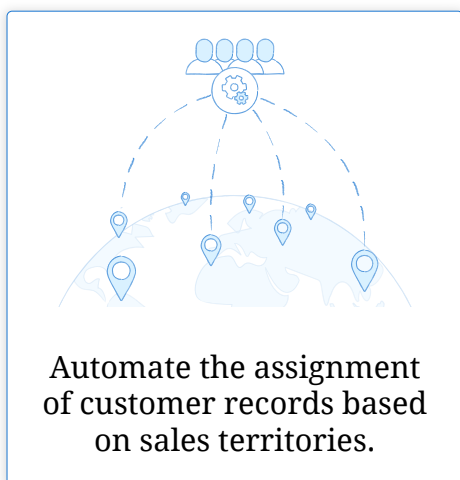 Automate the assignment
of customer records based
on sales territories.